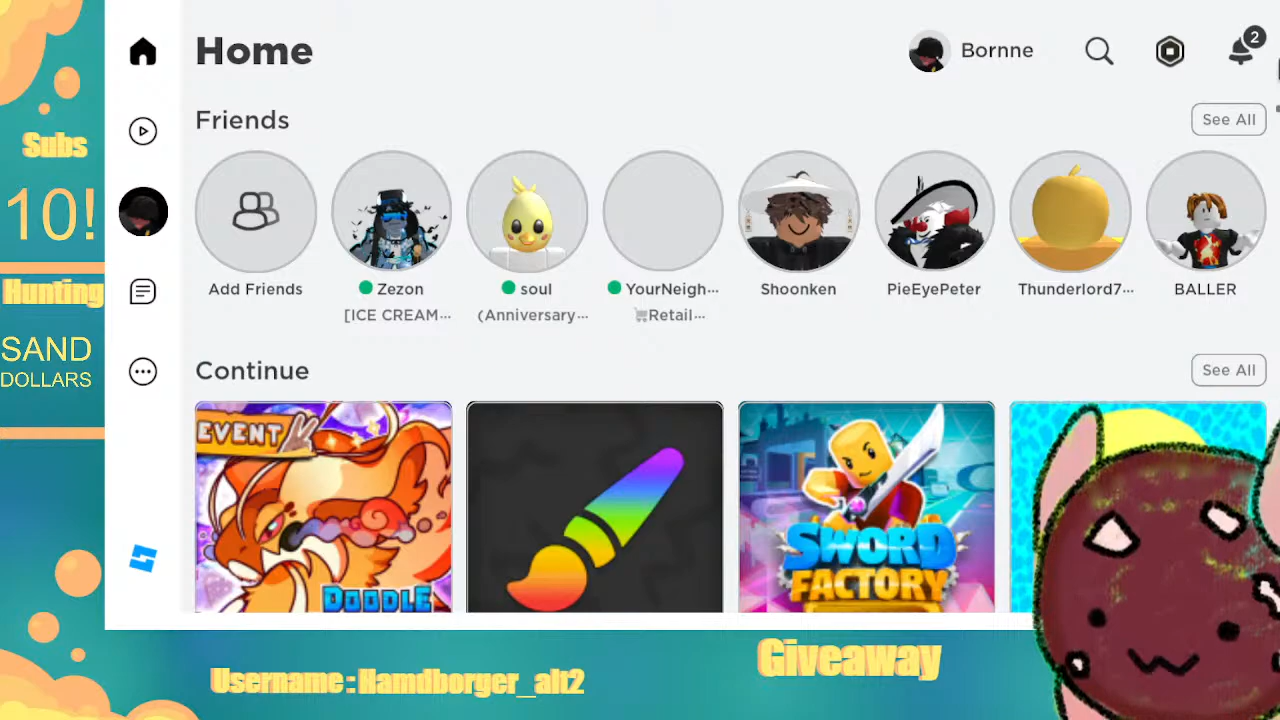 Home
Bornne
2
Friends
See All
Add Friends
Zezon
[ICE CREAM...
soul
(Anniversary...
YourNeigh...
Retail...
Shoonken
PieEyePeter
Thunderlord7...
BALLER
Continue
See All
EVENT
DOODLE
SWORD
FACTORY
Subs
10!
Hunting
SAND
DOLLARS
Username : Hamdborger_alt2
Giveaway